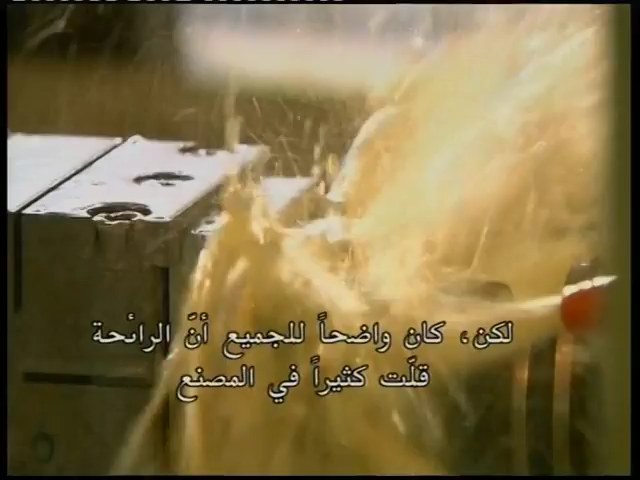 لكن، كان واضحاً للجميع أنّ الرائحة
قلّت كثيراً في المصنع